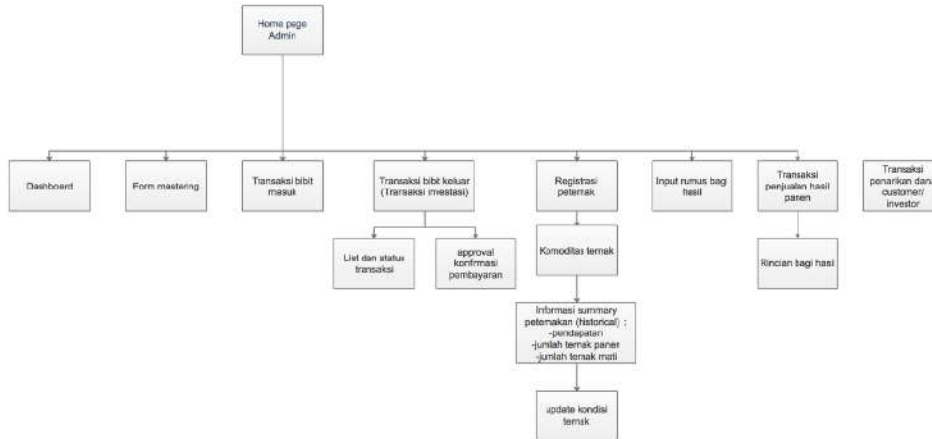 Home page
Admin
Dashboard
Form mastering
Transaksi bibit
masuk
Transaksi bibit keluar
(Transaksi investasi)
Registrasi
peternak
Input rumus bagi
hasil
Transaksi
penjualan hasil
panen
Transaksi
penarikan dana
customer/
investor
List dan status
transaksi
approval
konfirmasi
pembayaran
Komoditas ternak
Rincian bagi hasil
Informasi summary
peternakan (historical) :
-pendapatan
-jumlah ternak panen
-jumlah ternak mati
update kondisi
ternak